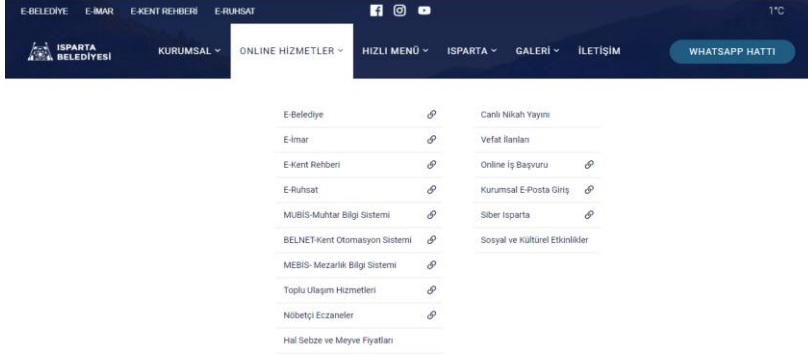 E-BELEDİYE E-İMAR E-KENT REHBERİ E-RUHSAT 1°C
ISPARTA
BELEDİYESİ
KURUMSAL ONLINE HİZMETLER HIZLI MENÜ ISPARTA GALERİ İLETİŞİM WHATSAPP HATTI
E-Belediye
E-İmar
E-Kent Rehberi
E-Ruhsat
MUBİS-Muhtar Bilgi Sistemi
BELNET-Kent Otomasyon Sistemi
MEBİS- Mezarlık Bilgi Sistemi
Toplu Ulaşım Hizmetleri
Nöbetçi Eczaneler
Hal Sebze ve Meyve Fiyatları
Canlı Nikah Yayını
Vefat İlanları
Online İş Başvuru
Kurumsal E-Posta Giriş
Siber Isparta
Sosyal ve Kültürel Etkinlikler